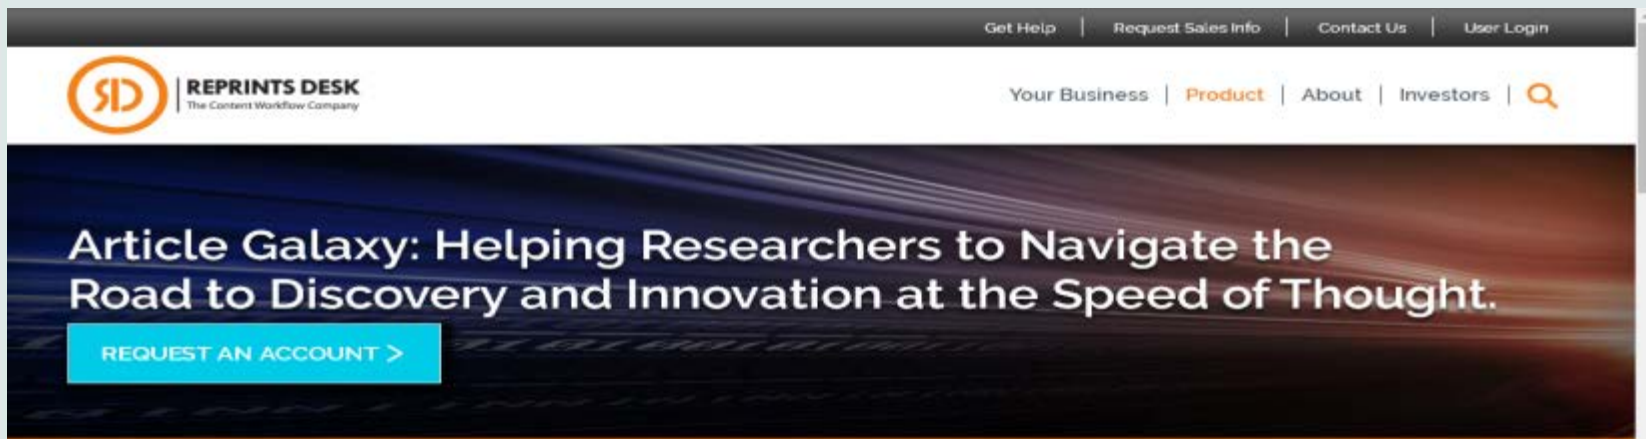 Get Help | Request Sales Info | Contact Us | User Login
RD
REPRINTS DESK
The Content Workflow Company
Your Business | Product | About | Investors |
Article Galaxy: Helping Researchers to Navigate the
Road to Discovery and Innovation at the Speed of Thought.
REQUEST AN ACCOUNT >